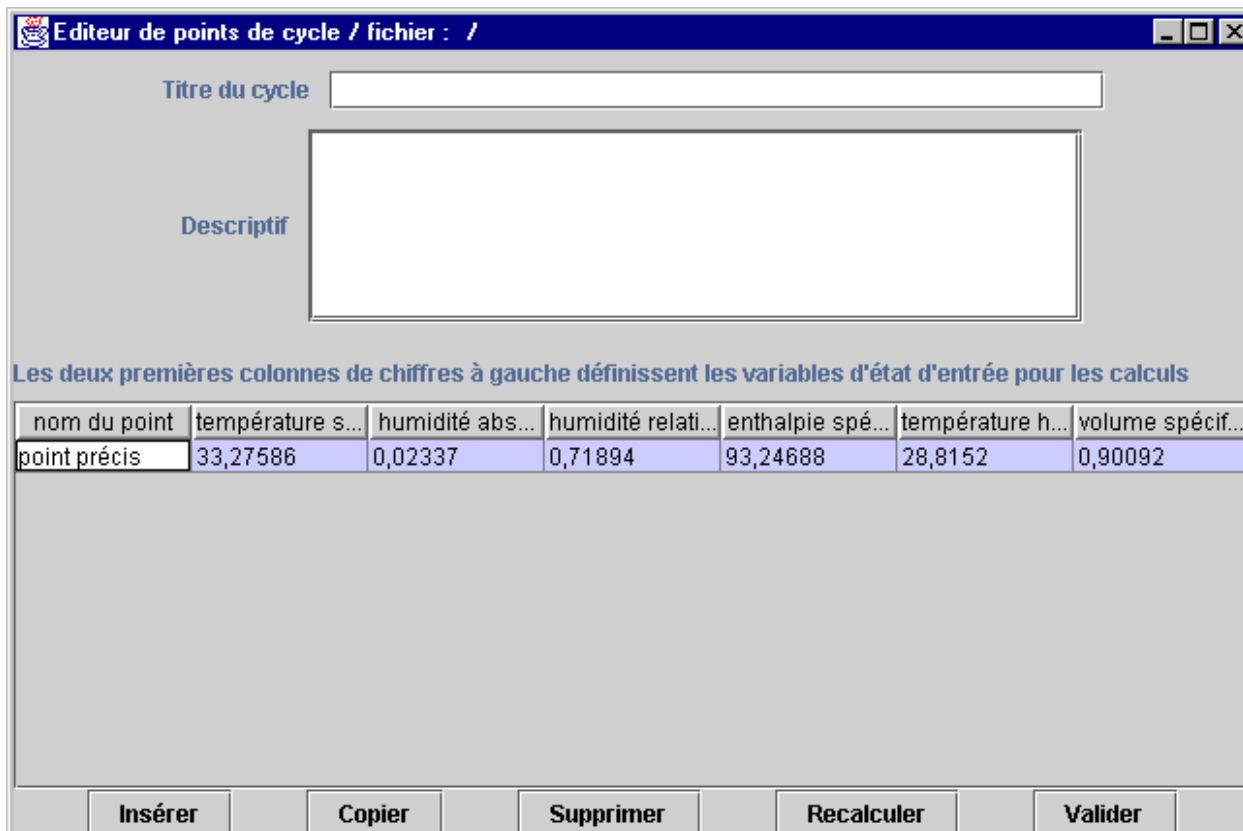 Editeur de points de cycle / fichier : /
Titre du cycle
Descriptif
Les deux premières colonnes de chiffres à gauche définissent les variables d'état d'entrée pour les calculs
nom du point température s... humidité abs... humidité relati... enthalpie spé... température h... volume spécif...
point précis 33,27586 0,02337 0,71894 93,24688 28,8152 0,90092
Insérer Copier Supprimer Recalculer Valider